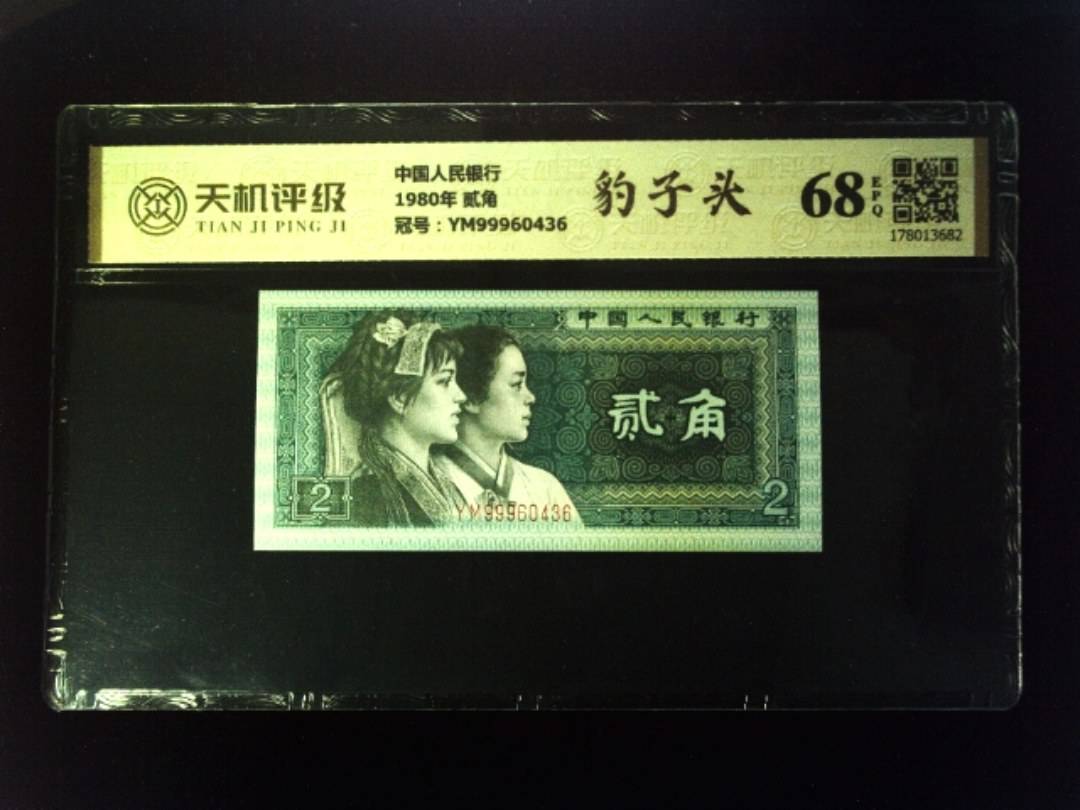 天机评级
TIAN JI PING JI
中国人民银行
1980年 贰角
冠号：YM99960436
豹子头
68
EPQ
178013682
中国人民银行
贰角
2
YM99960436
2